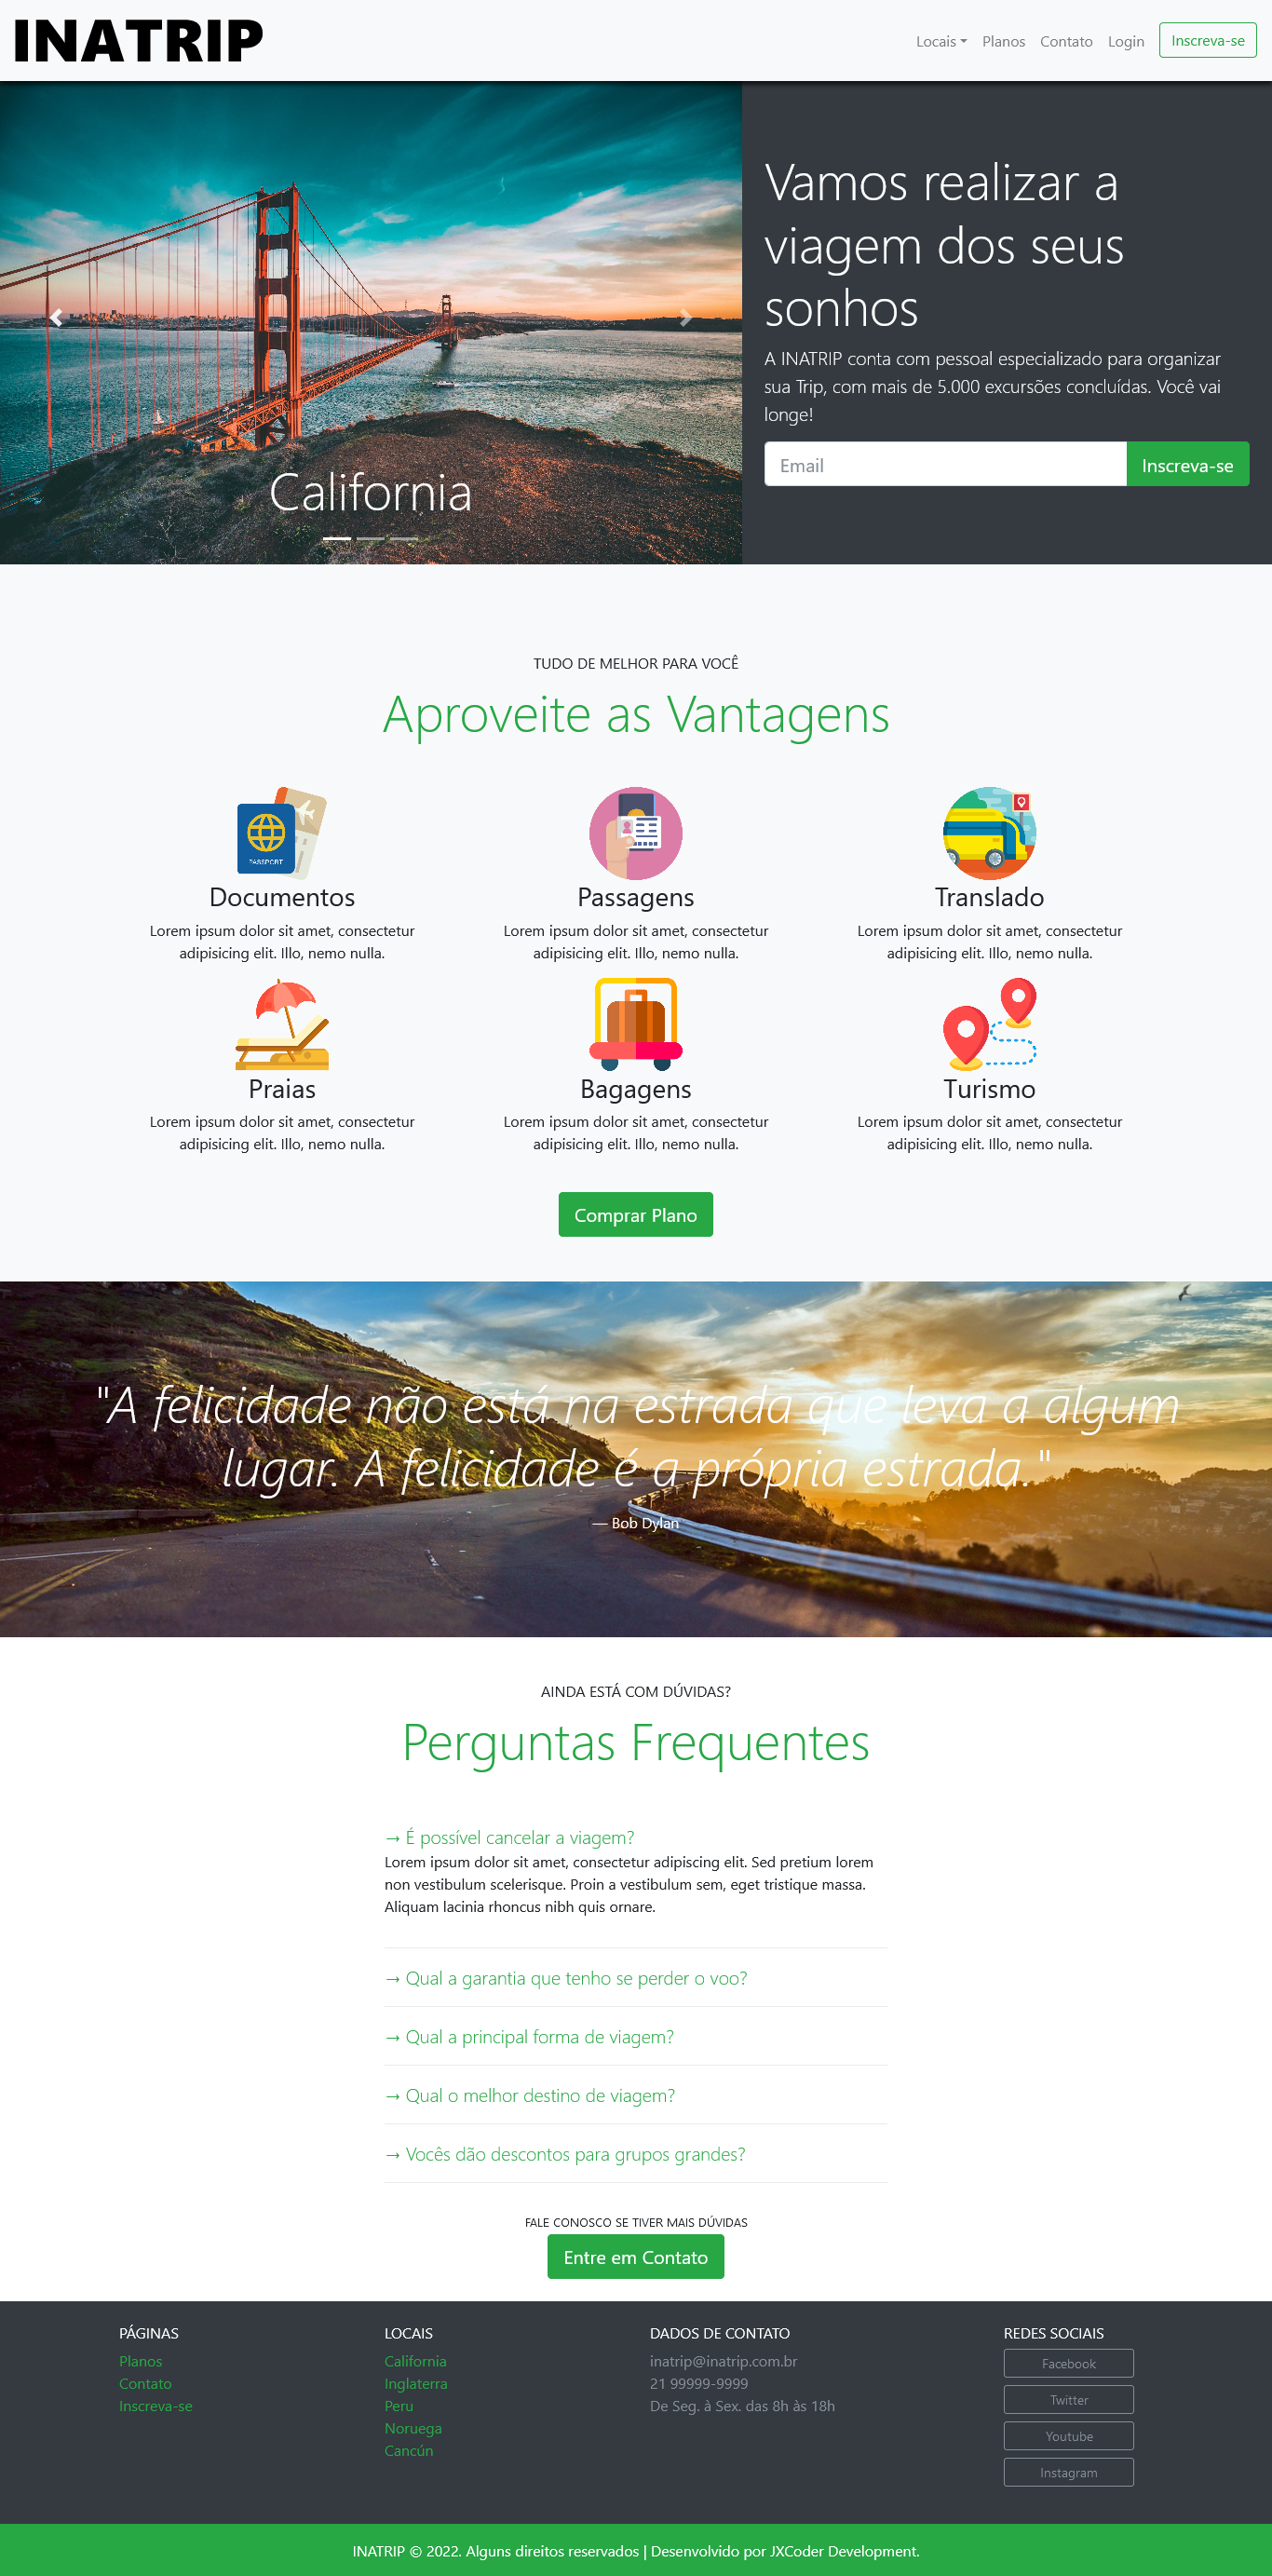 INATRIP
Locais Planos Contato Login Inscreva-se
Vamos realizar a
viagem dos seus
sonhos
A INATRIP conta com pessoal especializado para organizar
sua Trip, com mais de 5.000 excursões concluídas. Você vai
longe!
Email Inscreva-se
California
TUDO DE MELHOR PARA VOCÊ
Aproveite as Vantagens
PASSPORT
Documentos
Lorem ipsum dolor sit amet, consectetur
adipisicing elit. Illo, nemo nulla.
Passagens
Lorem ipsum dolor sit amet, consectetur
adipisicing elit. Illo, nemo nulla.
Translado
Lorem ipsum dolor sit amet, consectetur
adipisicing elit. Illo, nemo nulla.
Praias
Lorem ipsum dolor sit amet, consectetur
adipisicing elit. Illo, nemo nulla.
Bagagens
Lorem ipsum dolor sit amet, consectetur
adipisicing elit. Illo, nemo nulla.
Turismo
Lorem ipsum dolor sit amet, consectetur
adipisicing elit. Illo, nemo nulla.
Comprar Plano
"A felicidade não está na estrada que leva a algum
lugar. A felicidade é a própria estrada."
— Bob Dylan
AINDA ESTÁ COM DÚVIDAS?
Perguntas Frequentes
→ É possível cancelar a viagem?
Lorem ipsum dolor sit amet, consectetur adipiscing elit. Sed pretium lorem
non vestibulum scelerisque. Proin a vestibulum sem, eget tristique massa.
Aliquam lacinia rhoncus nibh quis ornare.
→ Qual a garantia que tenho se perder o voo?
→ Qual a principal forma de viagem?
→ Qual o melhor destino de viagem?
→ Vocês dão descontos para grupos grandes?
FALE CONOSCO SE TIVER MAIS DÚVIDAS
Entre em Contato
PÁGINAS
Planos
Contato
Inscreva-se
LOCAIS
California
Inglaterra
Peru
Noruega
Cancún
DADOS DE CONTATO
inatrip@inatrip.com.br
21 99999-9999
De Seg. à Sex. das 8h às 18h
REDES SOCIAIS
Facebook
Twitter
Youtube
Instagram
INATRIP © 2022. Alguns direitos reservados | Desenvolvido por JXCoder Development.